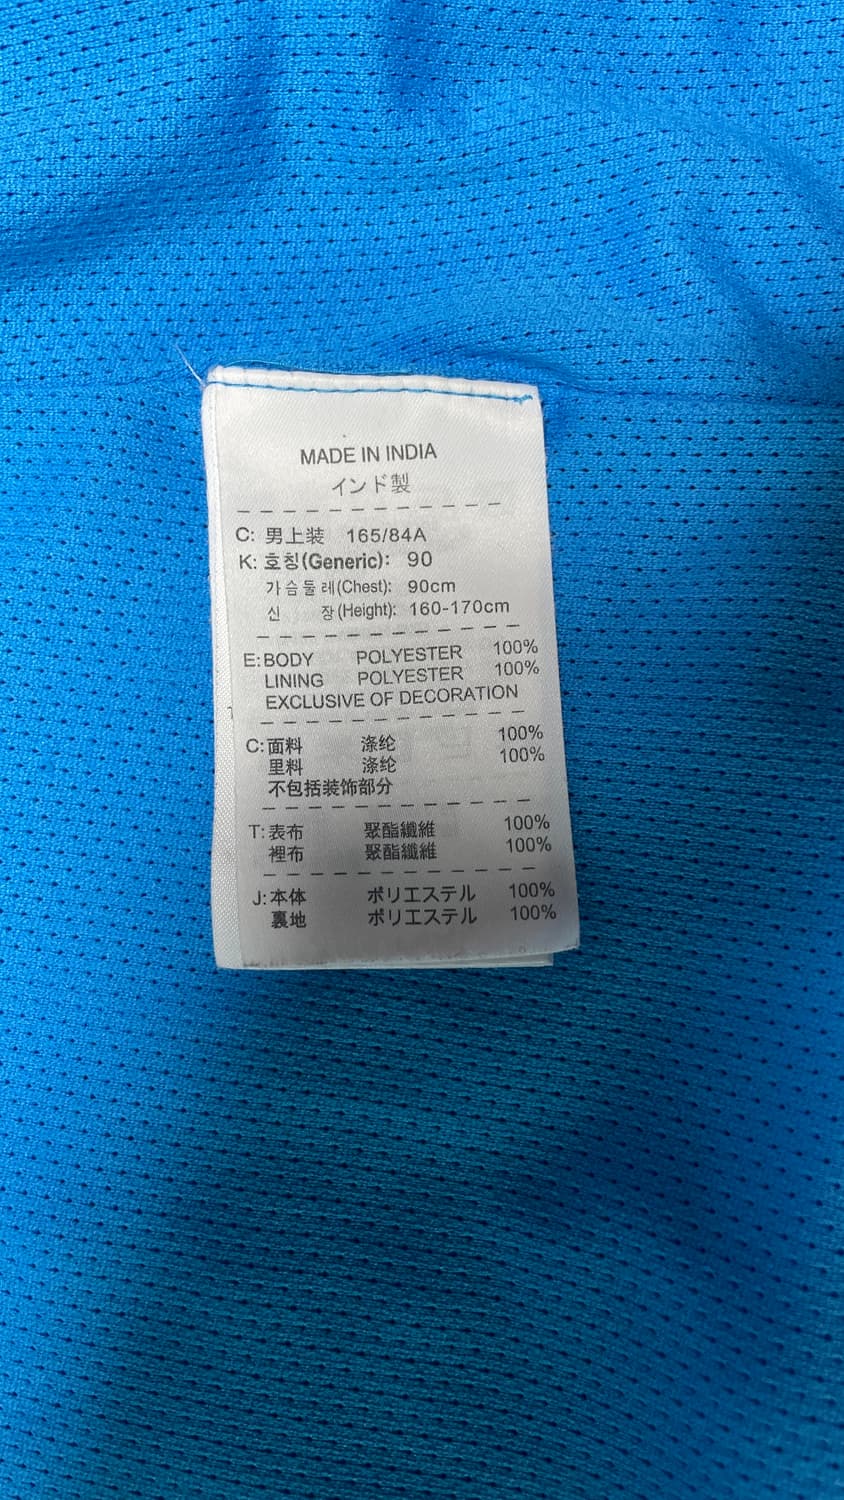 MADE IN INDIA
インド製
C: 男上装 165/84A
K: 호칭(Generic): 90
가슴둘레(Chest): 90cm
신 장(Height): 160-170cm
E:BODY POLYESTER 100%
LINING POLYESTER 100%
EXCLUSIVE OF DECORATION
C:面料 涤纶 100%
里料 涤纶 100%
不包括装饰部分
T:表布 聚酯纖維 100%
裡布 聚酯纖維 100%
J:本体 ポリエステル 100%
裏地 ポリエステル 100%